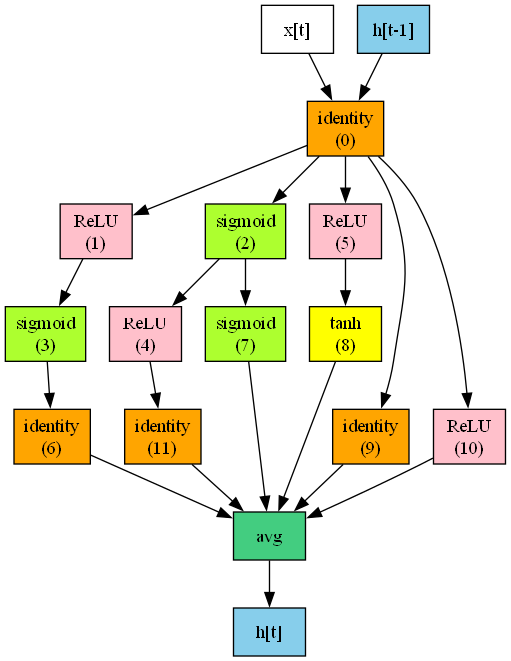 x[t]
h[t-1]
identity
(0)
ReLU
(1)
sigmoid
(2)
ReLU
(5)
sigmoid
(3)
ReLU
(4)
sigmoid
(7)
tanh
(8)
identity
(6)
identity
(11)
identity
(9)
ReLU
(10)
avg
h[t]